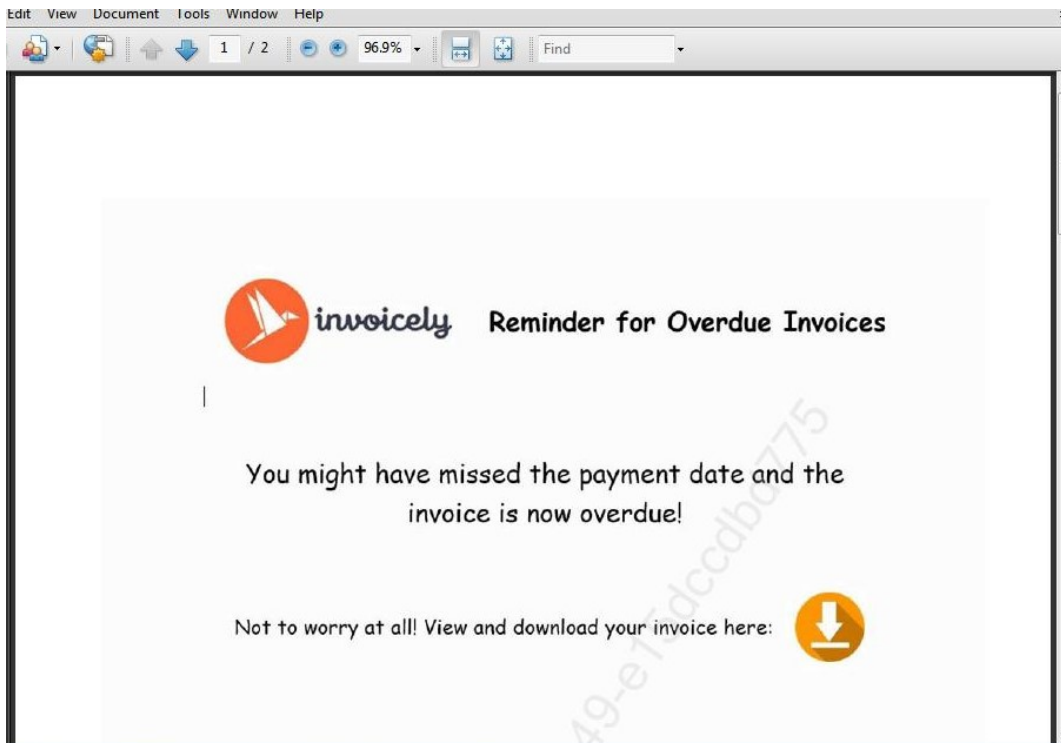 Edit View Document Tools Window Help
1 / 2 96.9% Find
invoicely Reminder for Overdue Invoices
You might have missed the payment date and the
invoice is now overdue!
Not to worry at all! View and download your invoice here:
49-e15dccdbd775